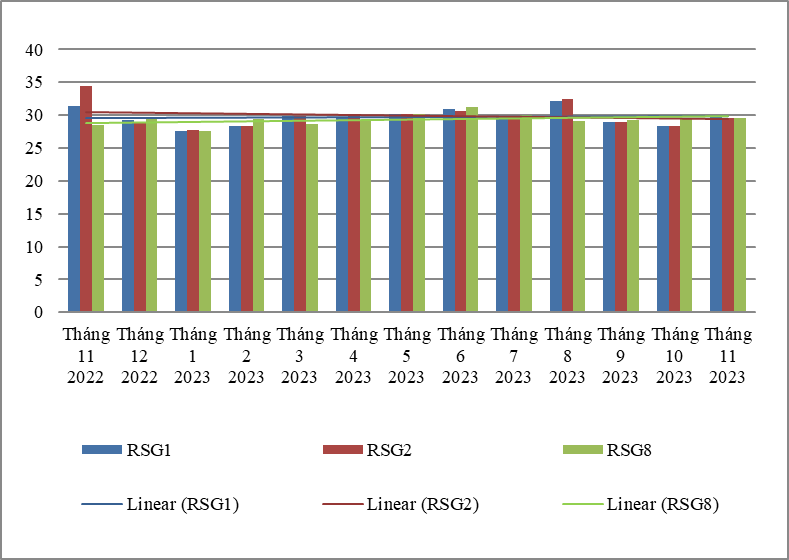 40
35
30
25
20
15
10
5
0
Tháng 11 2022
Tháng 12 2022
Tháng 1 2023
Tháng 2 2023
Tháng 3 2023
Tháng 4 2023
Tháng 5 2023
Tháng 6 2023
Tháng 7 2023
Tháng 8 2023
Tháng 9 2023
Tháng 10 2023
Tháng 11 2023
RSG1
RSG2
RSG8
Linear (RSG1)
Linear (RSG2)
Linear (RSG8)